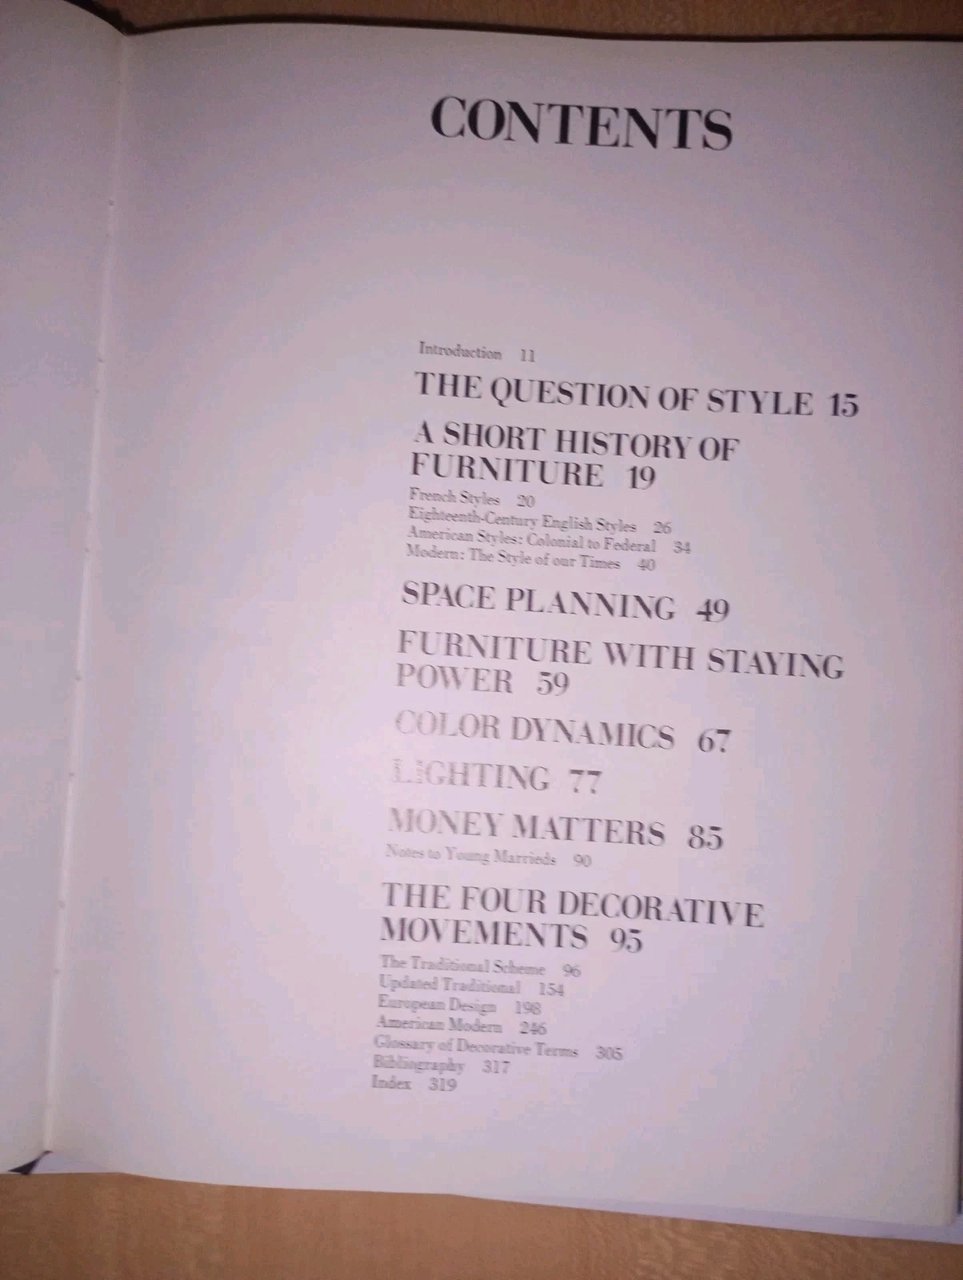 CONTENTS
Introduction 11
THE QUESTION OF STYLE 15
A SHORT HISTORY OF
FURNITURE 19
French Styles 20
Eighteenth-Century English Styles 26
American Styles: Colonial to Federal 34
Modern: The Style of our Times 40
SPACE PLANNING 49
FURNITURE WITH STAYING
POWER 59
COLOR DYNAMICS 67
LIGHTING 77
MONEY MATTERS 85
Notes to Young Marrieds 90
THE FOUR DECORATIVE
MOVEMENTS 95
The Traditional Scheme 96
Updated Traditional 154
European Design 198
American Modern 246
Glossary of Decorative Terms 305
Bibliography 317
Index 319